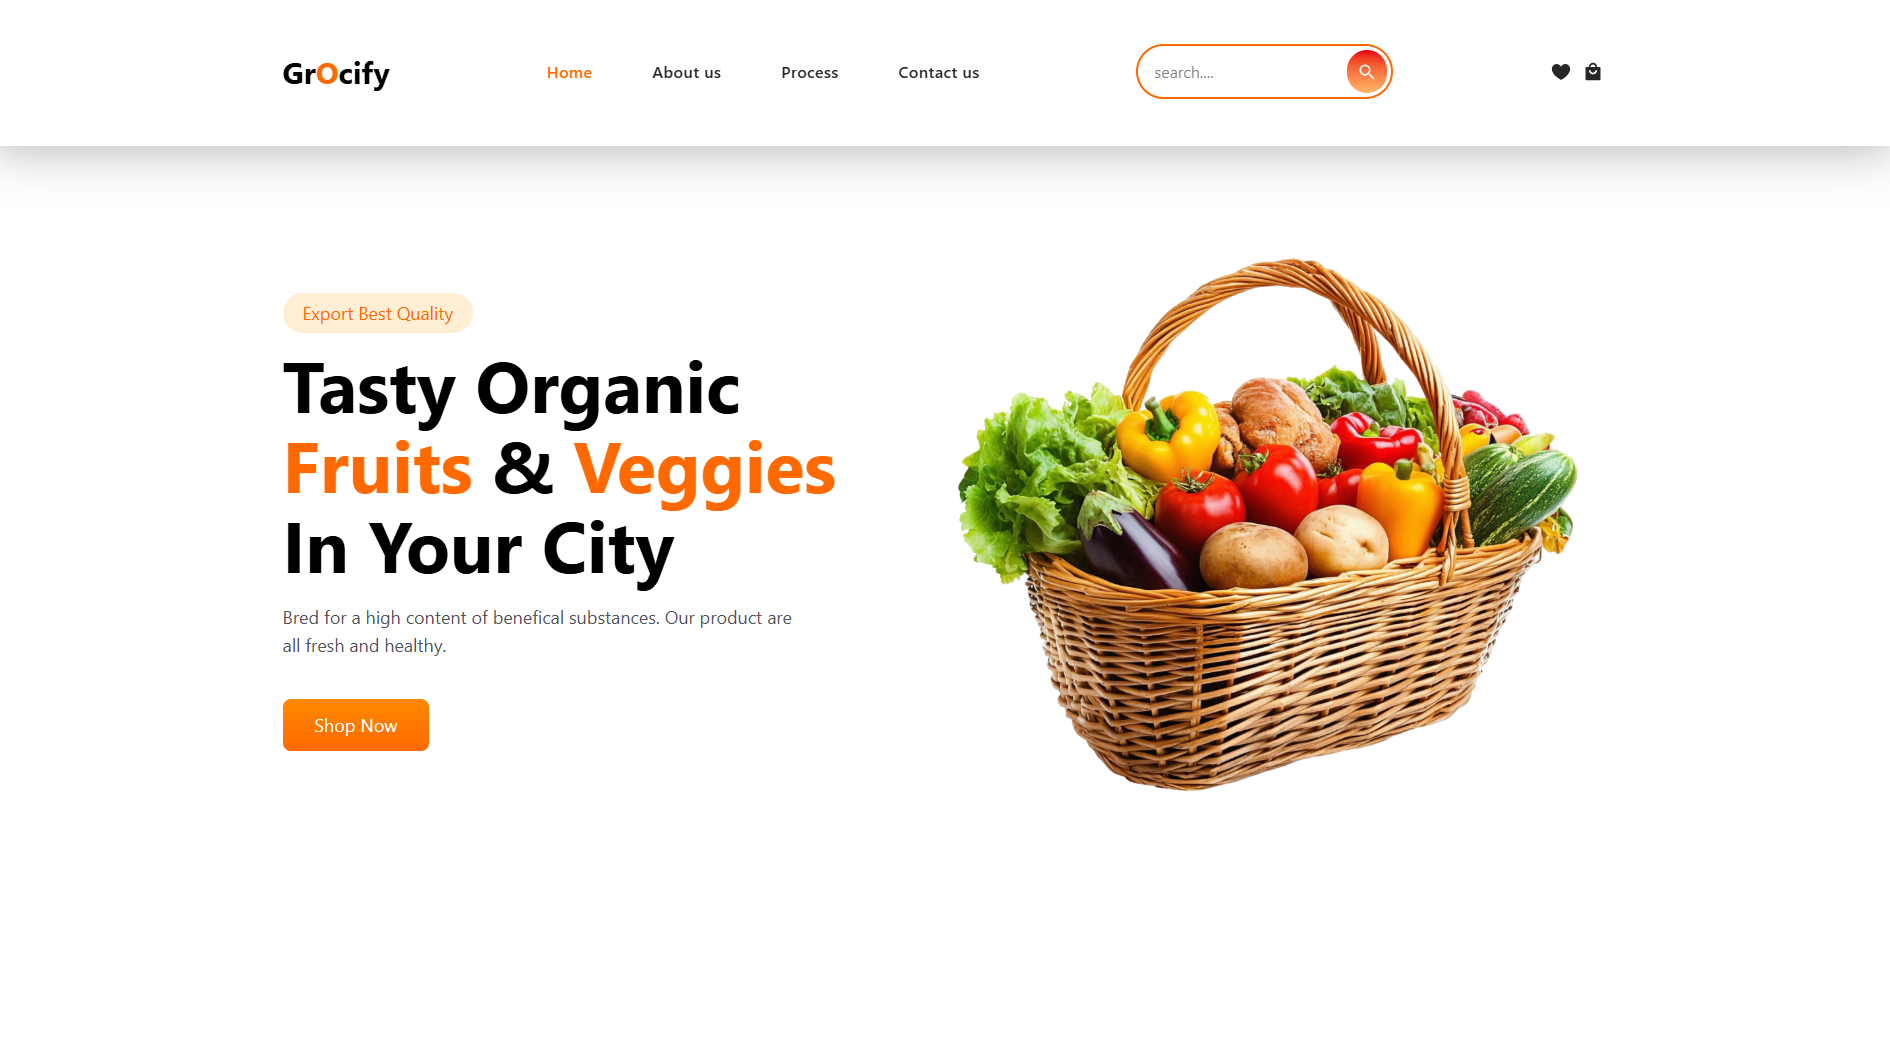 GrOcify
Home
About us
Process
Contact us
search....
Export Best Quality
Tasty Organic
Fruits & Veggies
In Your City
Bred for a high content of benefical substances. Our product are
all fresh and healthy.
Shop Now